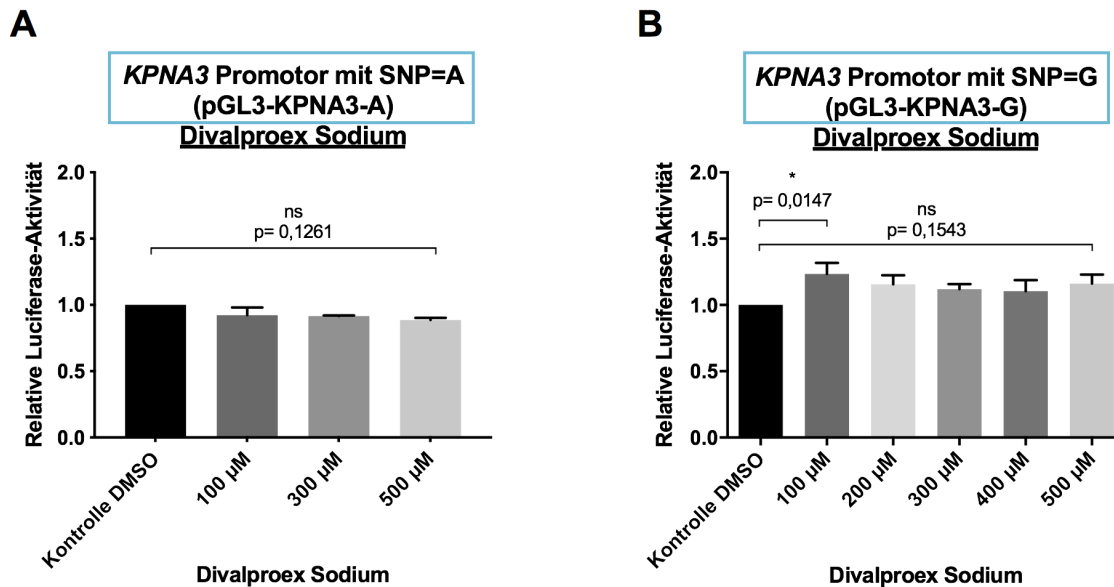 A
KPNA3 Promotor mit SNP=A
(pGL3-KPNA3-A)
Divalproex Sodium
Relative Luciferase-Aktivität
2.0
1.5
1.0
0.5
0.0
ns
p= 0,1261
Kontrolle DMSO
100 µM
300 µM
500 µM
Divalproex Sodium
B
KPNA3 Promotor mit SNP=G
(pGL3-KPNA3-G)
Divalproex Sodium
Relative Luciferase-Aktivität
2.0
1.5
1.0
0.5
0.0
*
p= 0,0147
ns
p= 0,1543
Kontrolle DMSO
100 µM
200 µM
300 µM
400 µM
500 µM
Divalproex Sodium